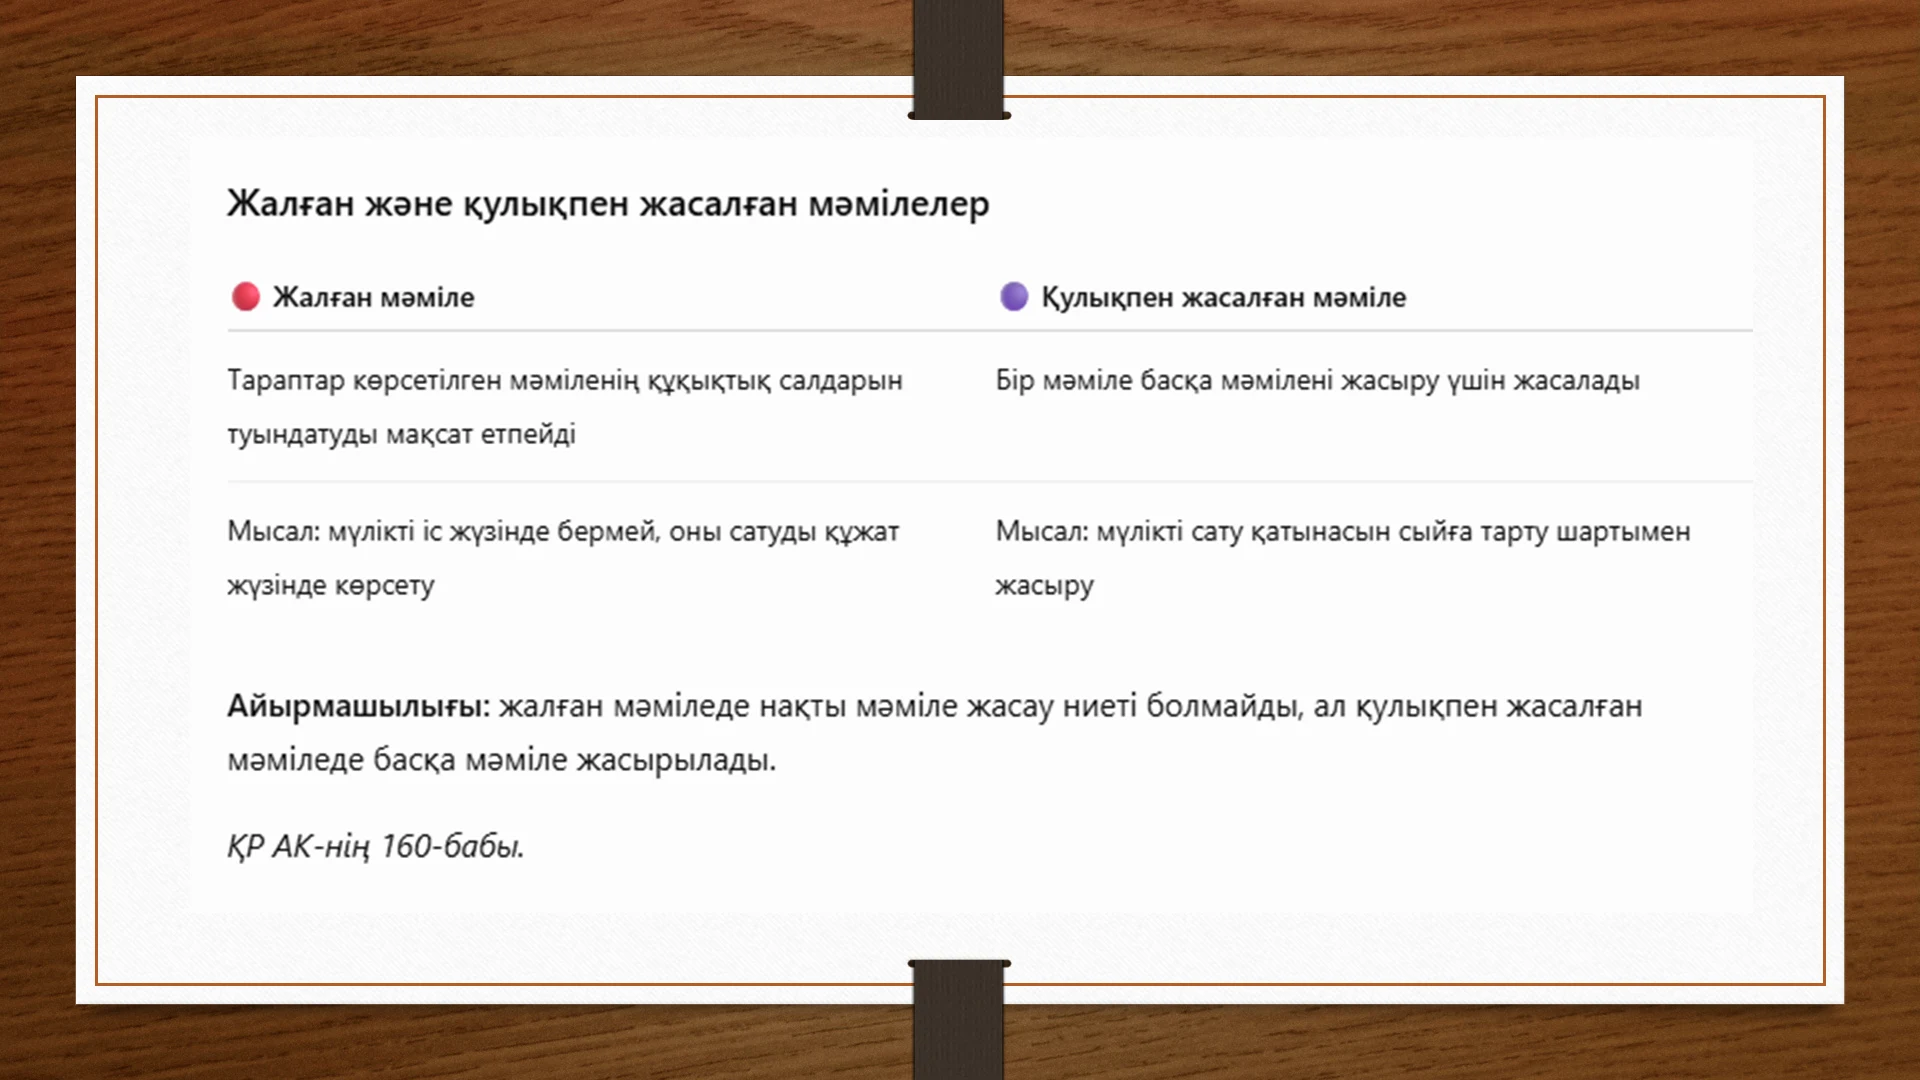 Жалған және қулықпен жасалған мәмілелер
Жалған мәміле
Қулықпен жасалған мәміле
Тараптар көрсетілген мәміленің құқықтық салдарын
туындатуды мақсат етпейді
Бір мәміле басқа мәмілені жасыру үшін жасалады
Мысал: мүлікті іс жүзінде бермей, оны сатуды құжат
жүзінде көрсету
Мысал: мүлікті сату қатынасын сыйға тарту шартымен
жасыру
Айырмашылығы: жалған мәміледе нақты мәміле жасау ниеті болмайды, ал қулықпен жасалған
мәміледе басқа мәміле жасырылады.
ҚР АК-нің 160-бабы.